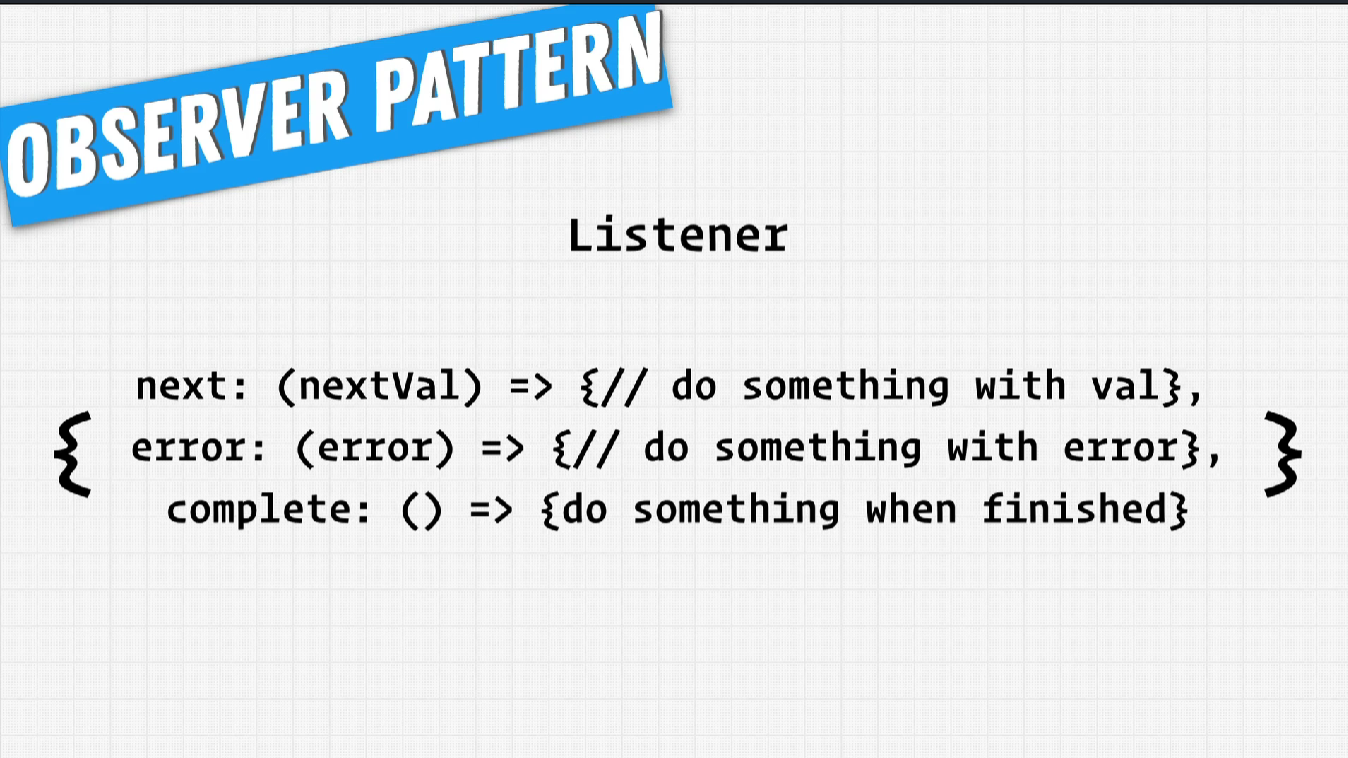 OBSERVER PATTERN
Listener
{
next: (nextVal) => {// do something with val},
error: (error) => {// do something with error},
complete: () => {do something when finished}
}